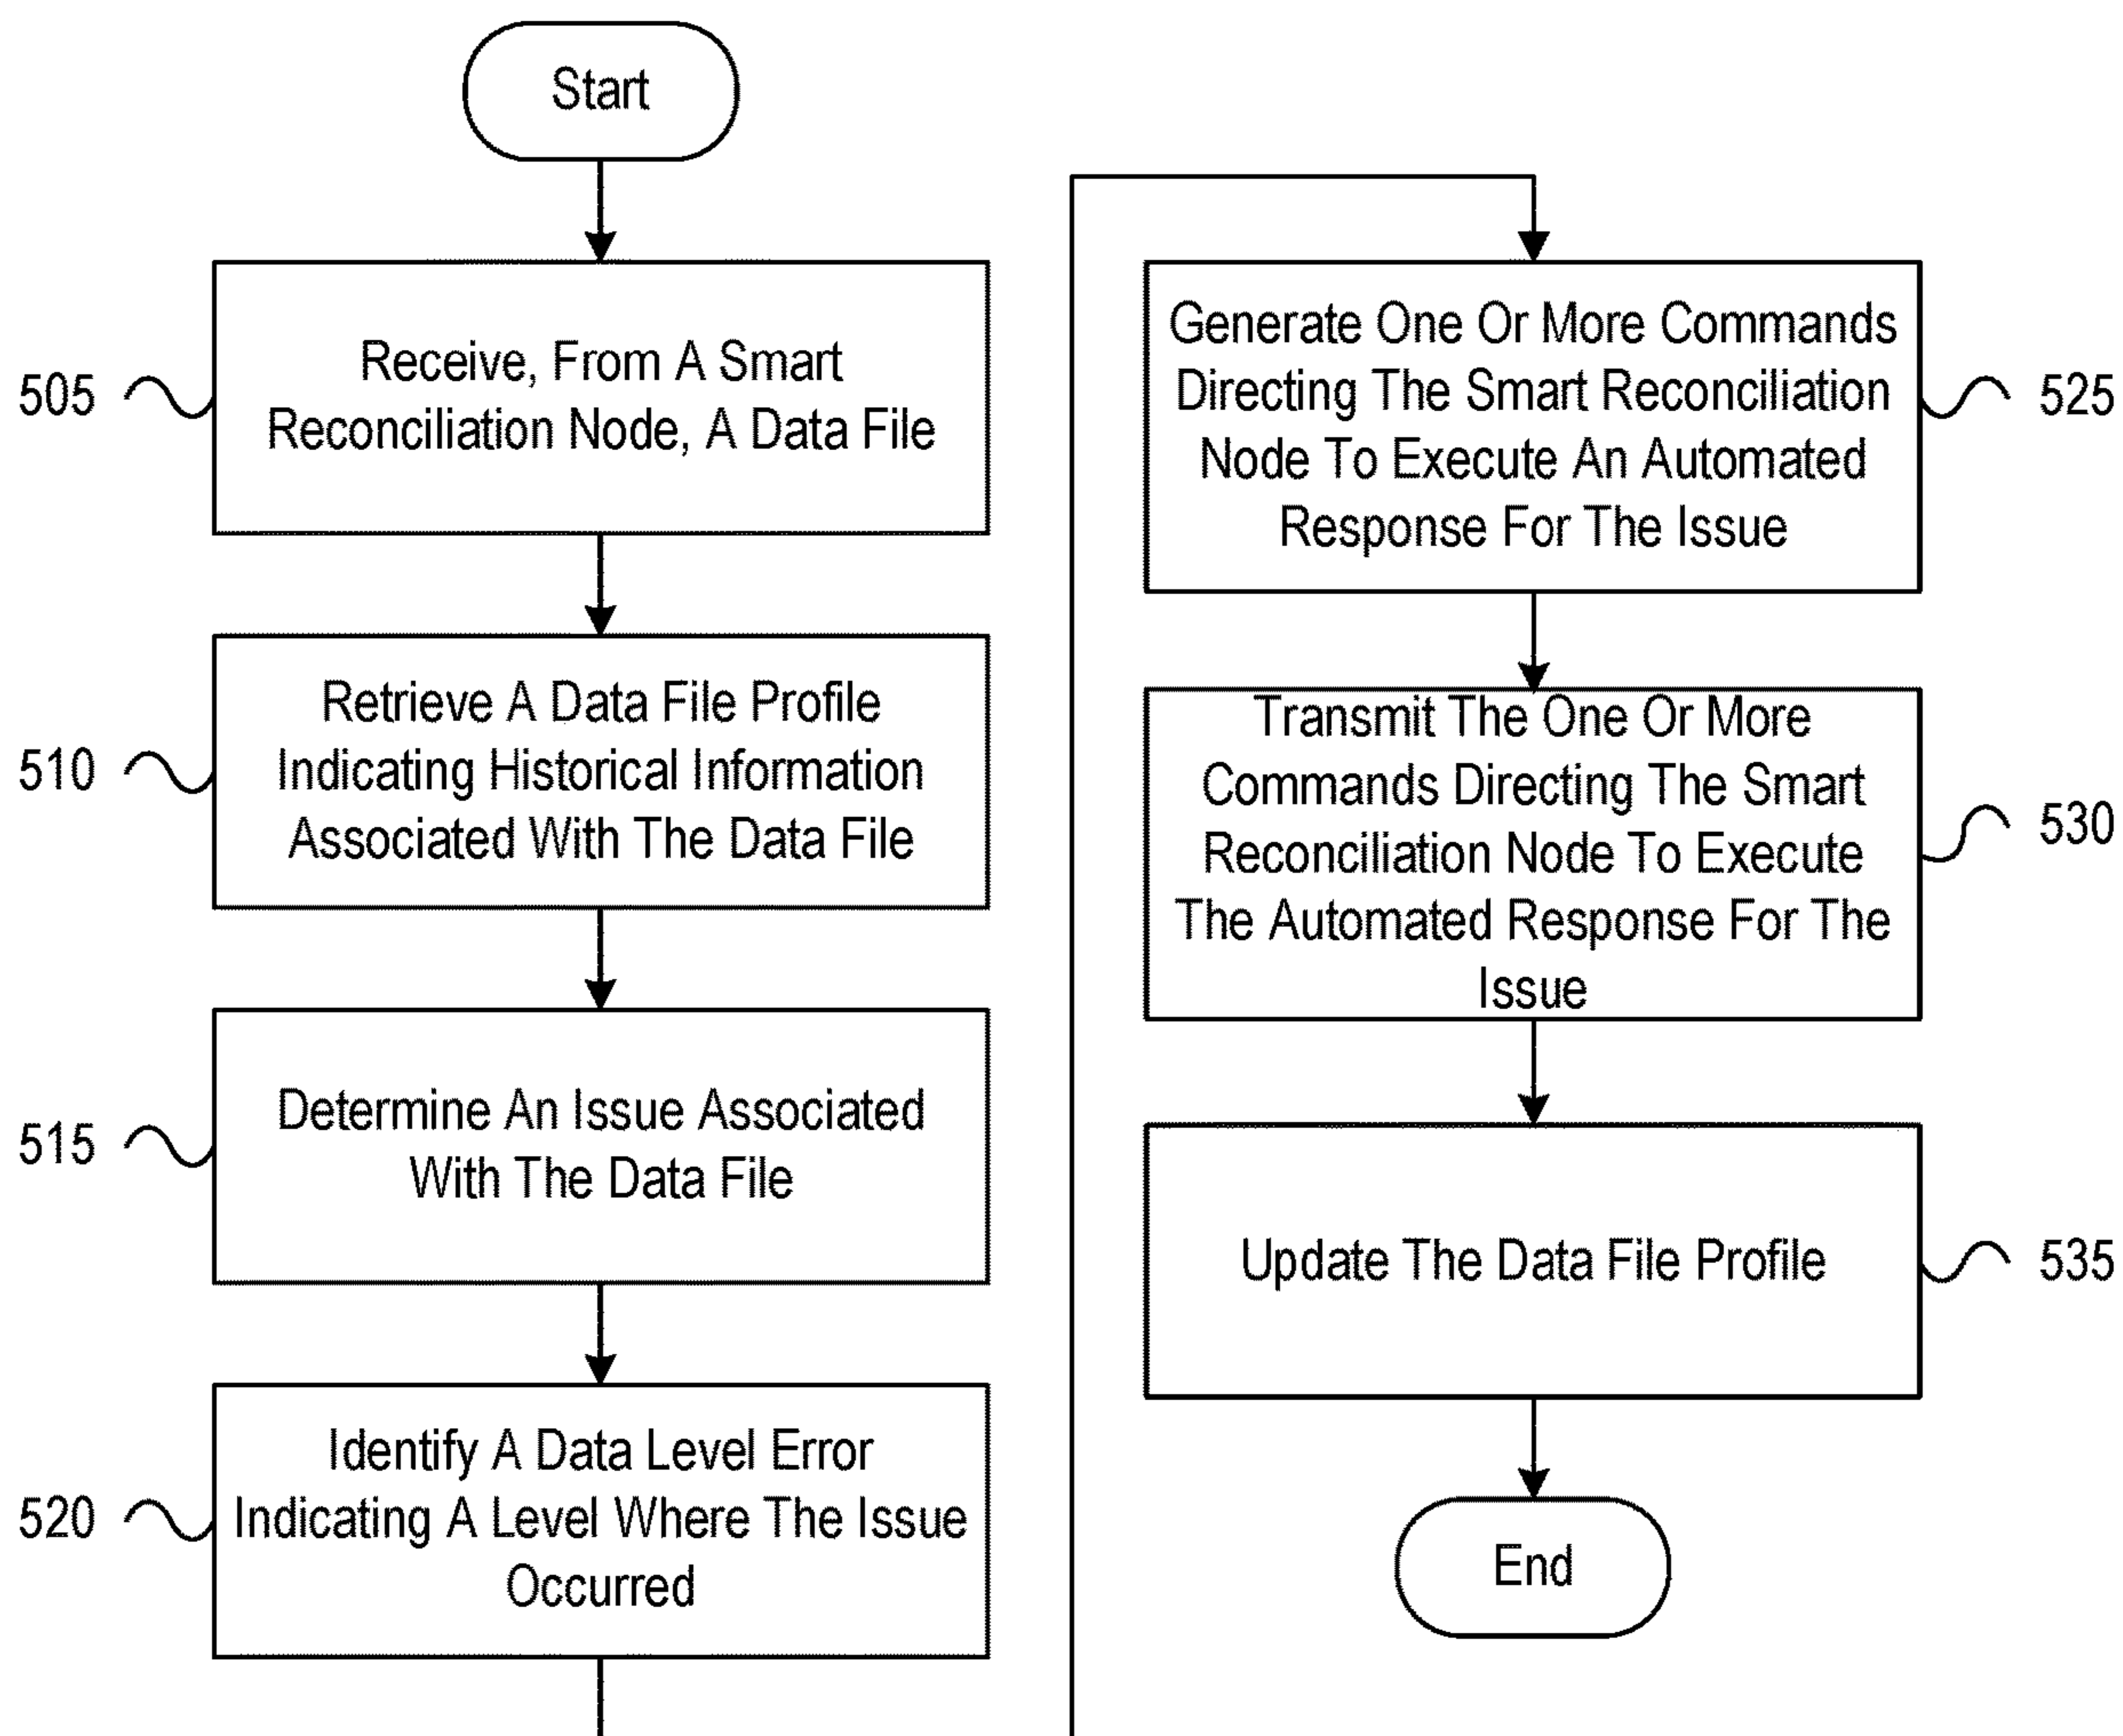 Start
505
Receive, From A Smart
Reconciliation Node, A Data File
510
Retrieve A Data File Profile
Indicating Historical Information
Associated With The Data File
515
Determine An Issue Associated
With The Data File
520
Identify A Data Level Error
Indicating A Level Where The Issue
Occurred
Generate One Or More Commands
Directing The Smart Reconciliation
Node To Execute An Automated
Response For The Issue
525
Transmit The One Or More
Commands Directing The Smart
Reconciliation Node To Execute
The Automated Response For The
Issue
530
Update The Data File Profile
535
End